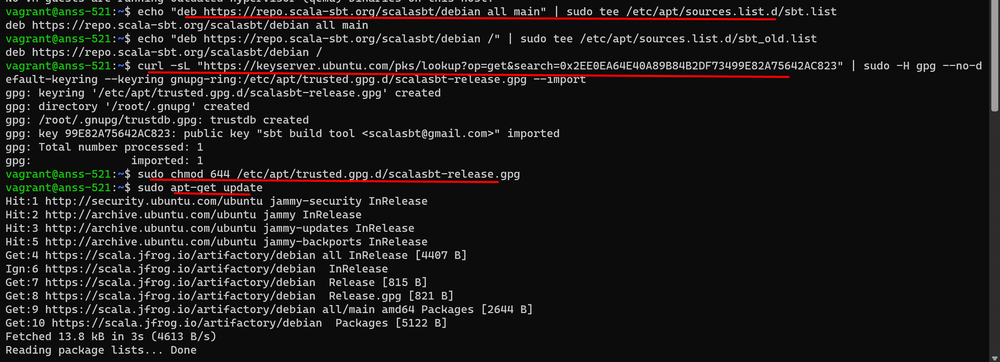 No VM guests are running outdated hypervisor (qemu) binaries on this host.
vagrant@anss-521:~$ echo "deb https://repo.scala-sbt.org/scalasbt/debian all main" | sudo tee /etc/apt/sources.list.d/sbt.list
deb https://repo.scala-sbt.org/scalasbt/debian all main
vagrant@anss-521:~$ echo "deb https://repo.scala-sbt.org/scalasbt/debian /" | sudo tee /etc/apt/sources.list.d/sbt_old.list
deb https://repo.scala-sbt.org/scalasbt/debian /
vagrant@anss-521:~$ curl -sL "https://keyserver.ubuntu.com/pks/lookup?op=get&search=0x2EE0EA64E40A89B84B2DF73499E82A75642AC823" | sudo -H gpg --no-d
efault-keyring --keyring gnupg-ring:/etc/apt/trusted.gpg.d/scalasbt-release.gpg --import
gpg: keyring '/etc/apt/trusted.gpg.d/scalasbt-release.gpg' created
gpg: directory '/root/.gnupg' created
gpg: /root/.gnupg/trustdb.gpg: trustdb created
gpg: key 99E82A75642AC823: public key "sbt build tool <scalasbt@gmail.com>" imported
gpg: Total number processed: 1
gpg:               imported: 1
vagrant@anss-521:~$ sudo chmod 644 /etc/apt/trusted.gpg.d/scalasbt-release.gpg
vagrant@anss-521:~$ sudo apt-get update
Hit:1 http://security.ubuntu.com/ubuntu jammy-security InRelease
Hit:2 http://archive.ubuntu.com/ubuntu jammy InRelease
Hit:3 http://archive.ubuntu.com/ubuntu jammy-updates InRelease
Hit:5 http://archive.ubuntu.com/ubuntu jammy-backports InRelease
Get:4 https://scala.jfrog.io/artifactory/debian all InRelease [4407 B]
Ign:6 https://scala.jfrog.io/artifactory/debian  InRelease
Get:7 https://scala.jfrog.io/artifactory/debian  Release [815 B]
Get:8 https://scala.jfrog.io/artifactory/debian  Release.gpg [821 B]
Get:9 https://scala.jfrog.io/artifactory/debian all/main amd64 Packages [2644 B]
Get:10 https://scala.jfrog.io/artifactory/debian  Packages [5122 B]
Fetched 13.8 kB in 3s (4613 B/s)
Reading package lists... Done